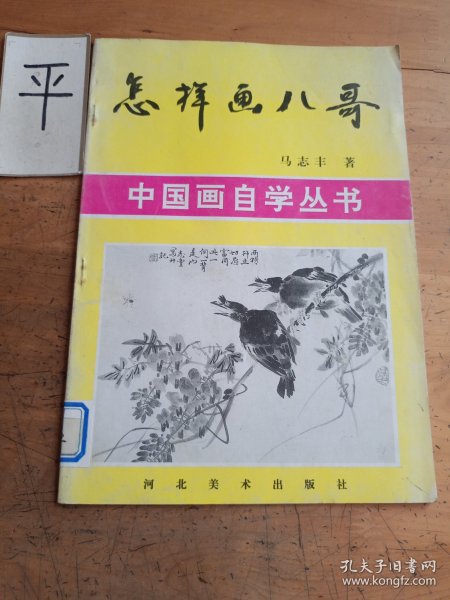 平
怎样画八哥
马志丰 著
中国画自学丛书
河北美术出版社
孔夫子旧书网
www.kongfz.com